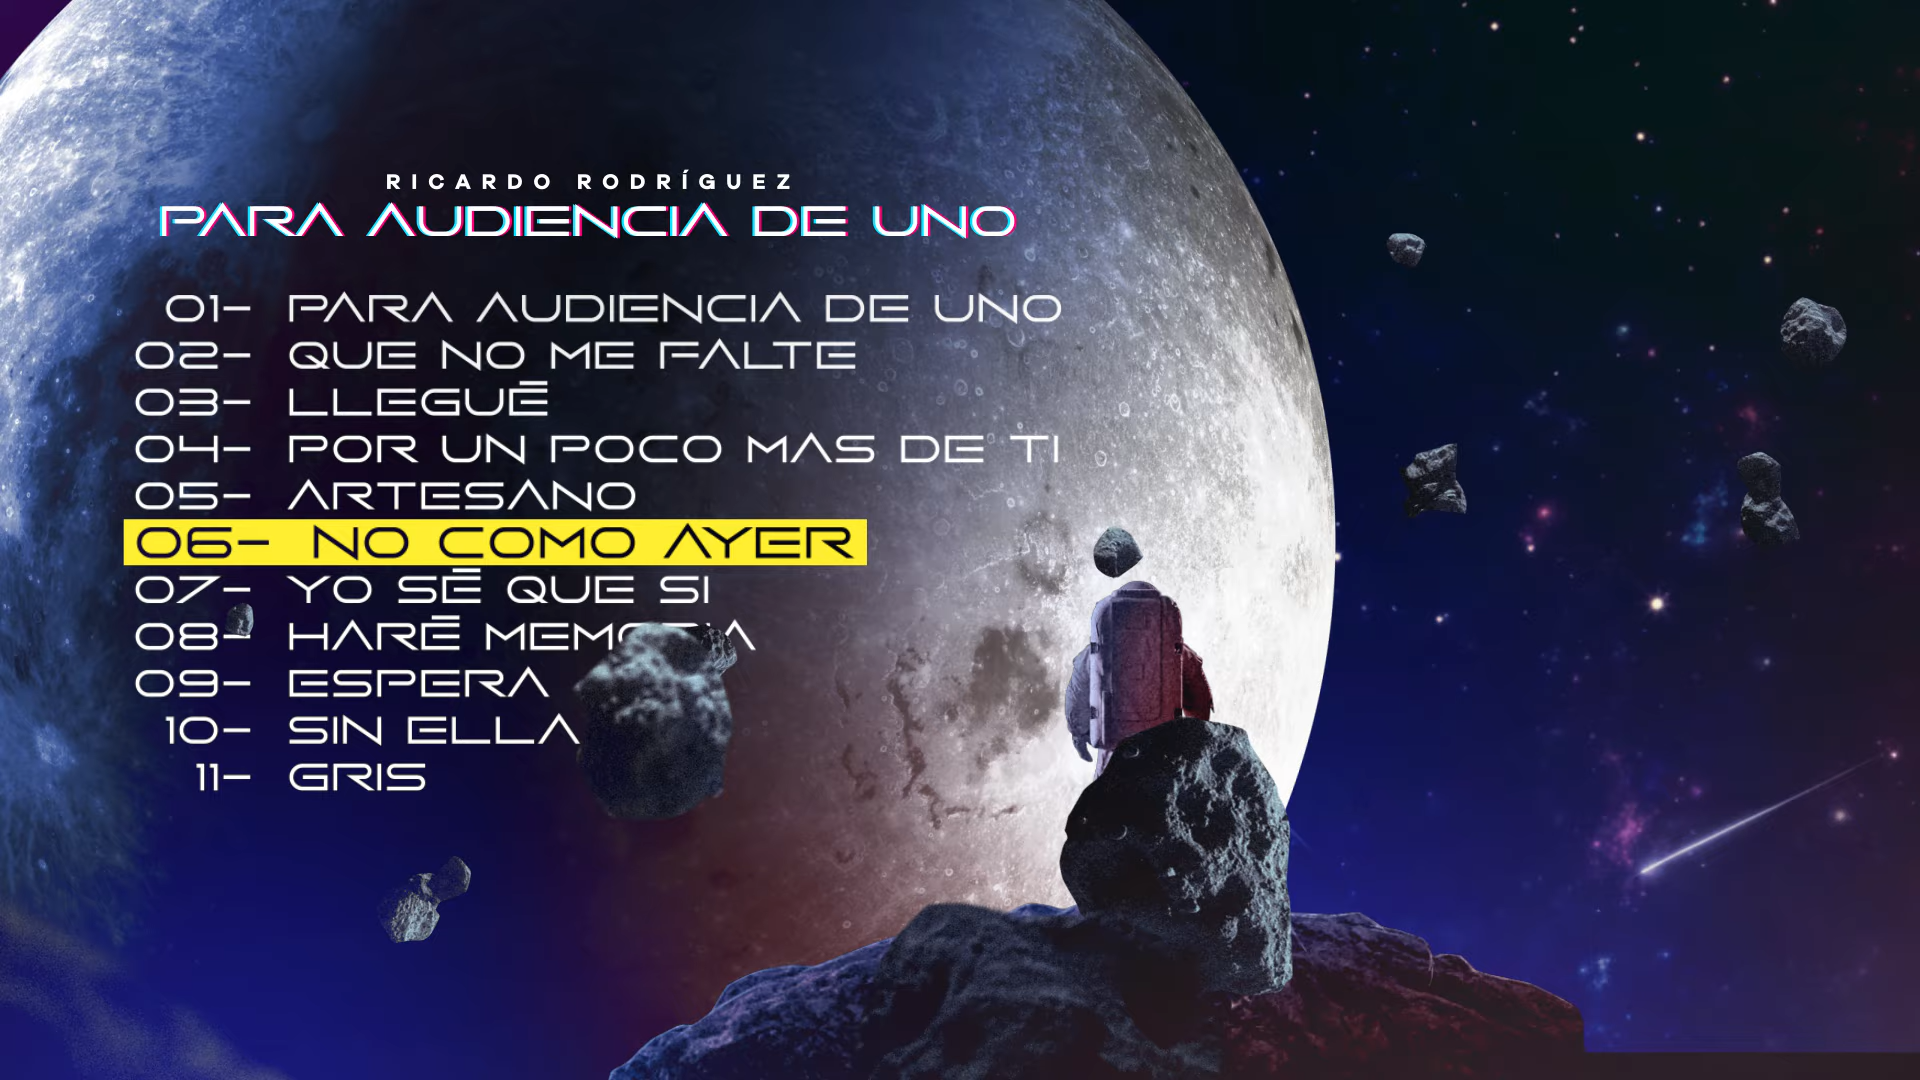 RICARDO RODRÍGUEZ
PARA AUDIENCIA DE UNO
01- PARA AUDIENCIA DE UNO
02- QUE NO ME FALTE
03- LLEGUÉ
04- POR UN POCO MAS DE TI
05- ARTESANO
06- NO COMO AYER
07- YO SÉ QUE SI
08- HARÉ MEMORIA
09- ESPERA
10- SIN ELLA
11- GRIS